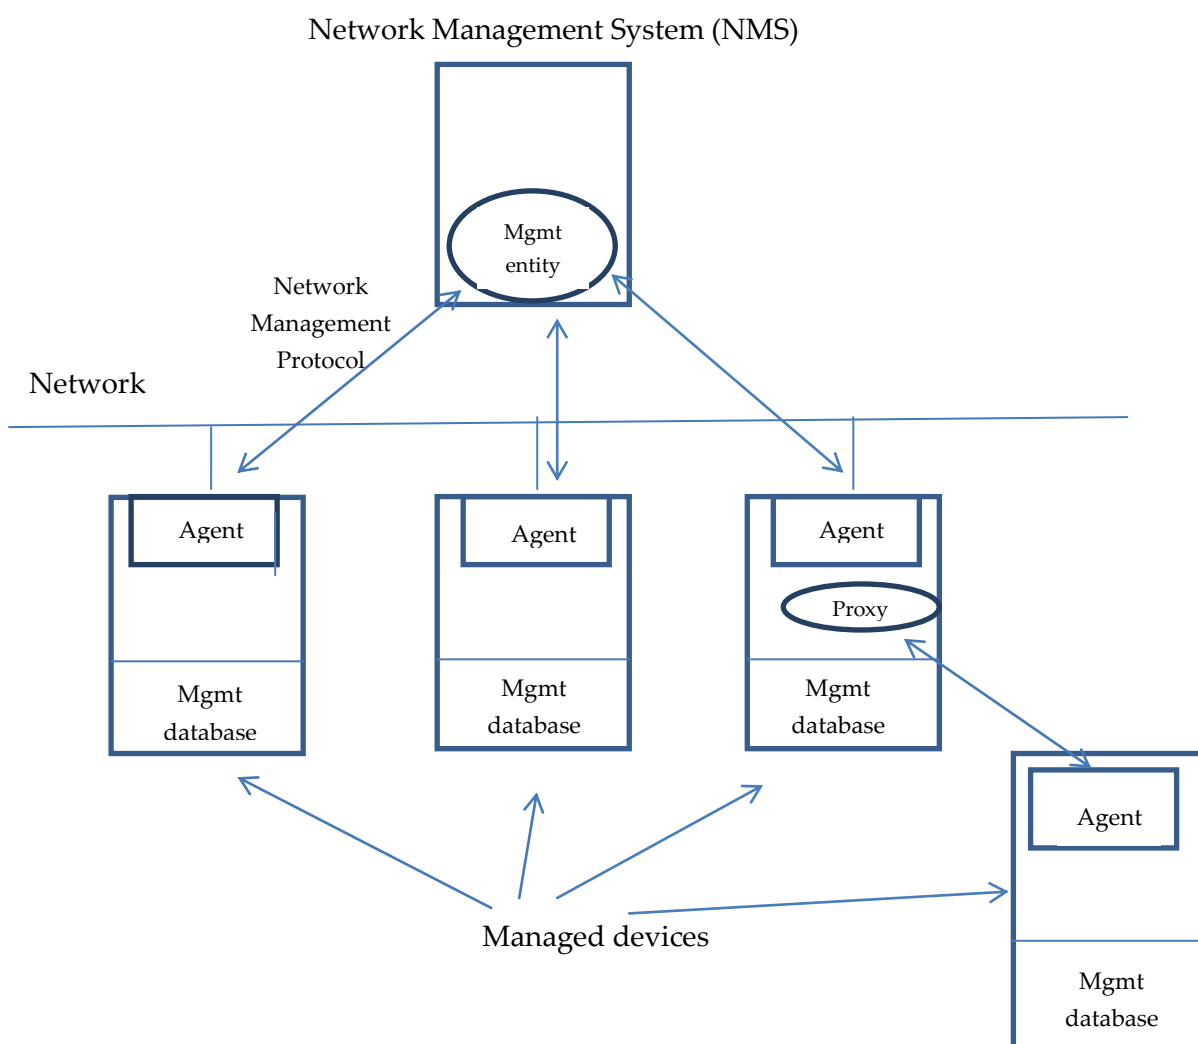 Network Management System (NMS)
Mgmt
entity
Network
Management
Protocol
Network
Agent
Agent
Agent
Proxy
Mgmt
database
Mgmt
database
Mgmt
database
Agent
Managed devices
Mgmt
database